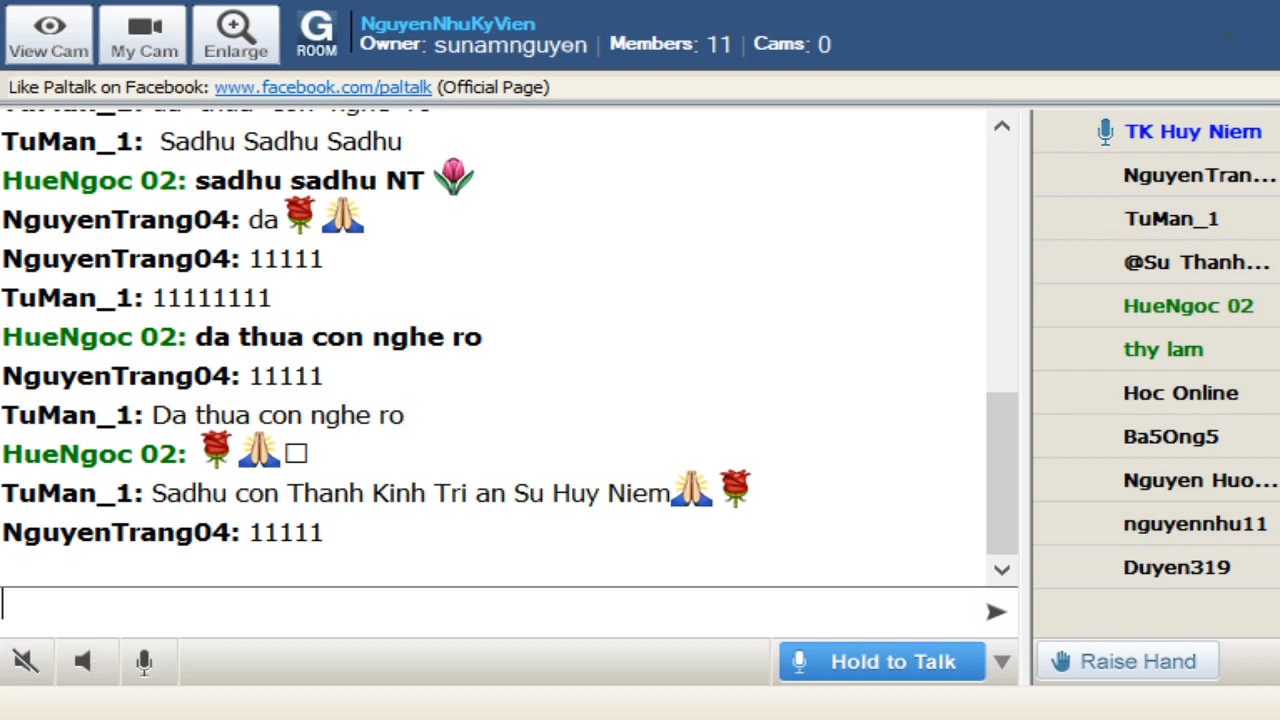 View Cam
My Cam
Enlarge
G ROOM
NguyenNhuKyVien
Owner: sunamnguyen | Members: 11 | Cams: 0
Like Paltalk on Facebook: www.facebook.com/paltalk (Official Page)
TuMan_1: Sadhu Sadhu Sadhu
HueNgoc 02: sadhu sadhu NT
NguyenTrang04: da
NguyenTrang04: 11111
TuMan_1: 11111111
HueNgoc 02: da thua con nghe ro
NguyenTrang04: 11111
TuMan_1: Da thua con nghe ro
HueNgoc 02:
TuMan_1: Sadhu con Thanh Kinh Tri an Su Huy Niem
NguyenTrang04: 11111
Hold to Talk
TK Huy Niem
NguyenTran...
TuMan_1
@Su Thanh...
HueNgoc 02
thy lam
Hoc Online
Ba5Ong5
Nguyen Huo...
nguyennhu11
Duyen319
Raise Hand